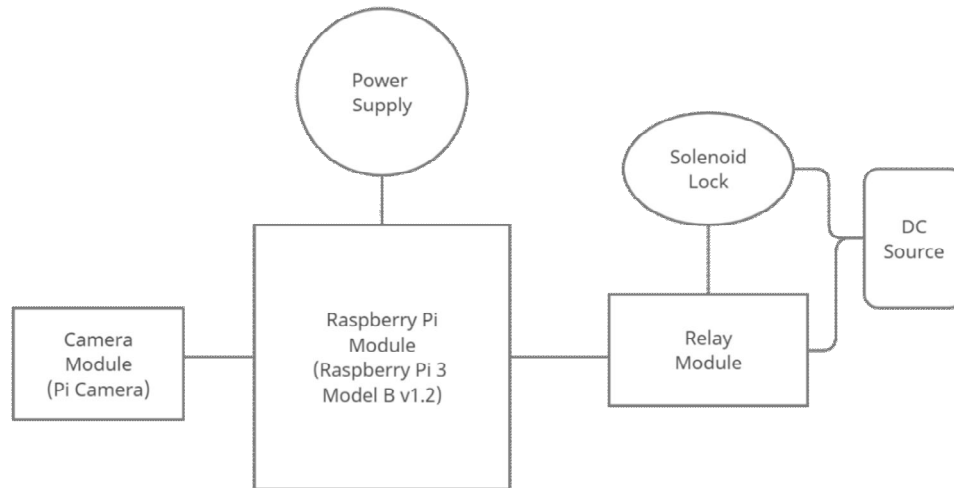 Power
Supply
Solenoid
Lock
DC
Source
Raspberry Pi
Module
(Raspberry Pi 3
Model B v1.2)
Camera
Module
(Pi Camera)
Relay
Module